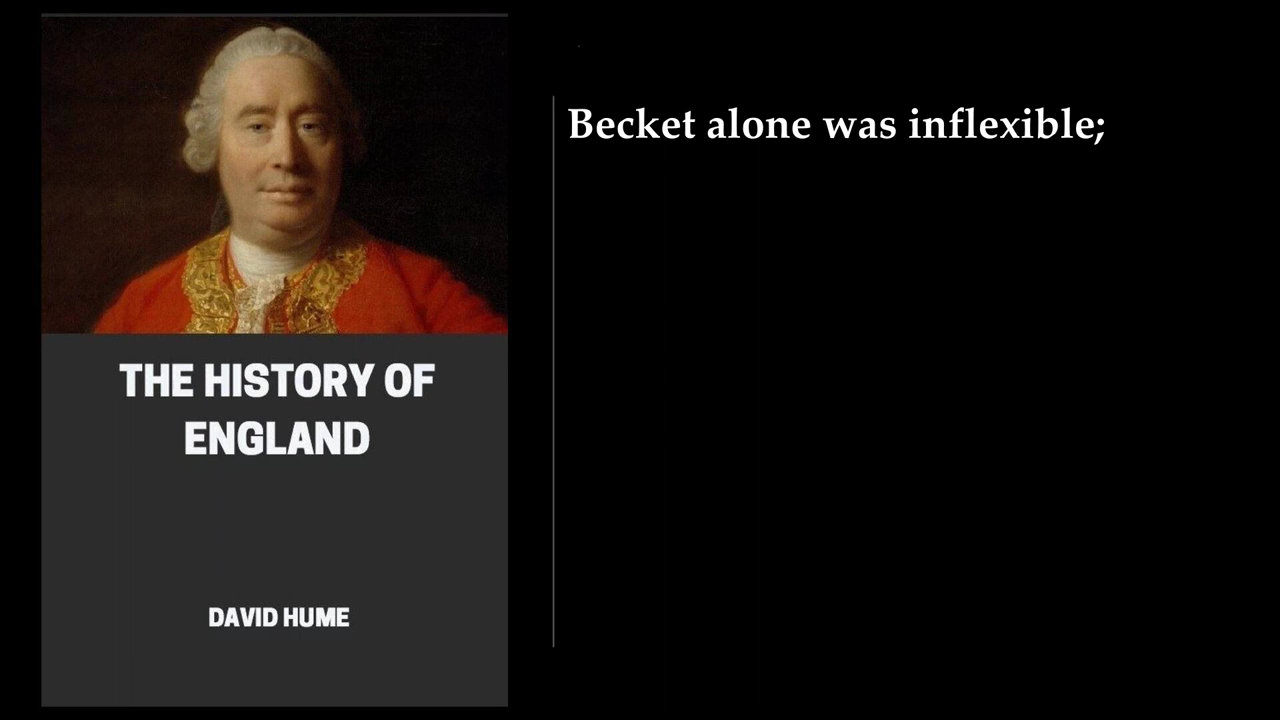 THE HISTORY OF
ENGLAND
DAVID HUME
Becket alone was inflexible;